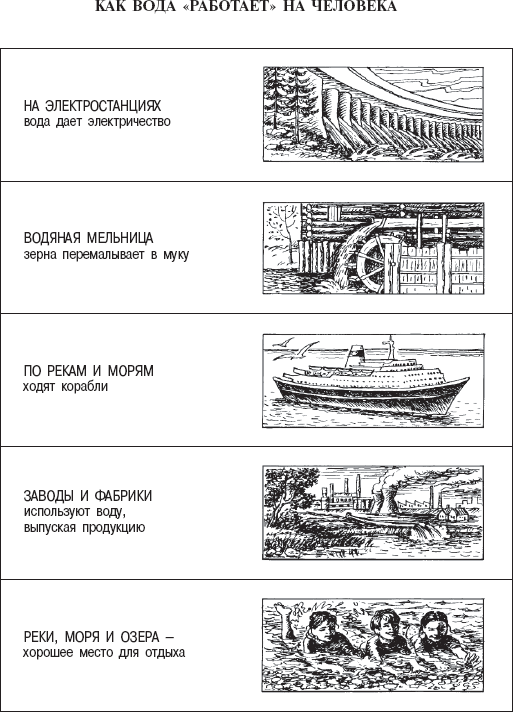 КАК ВОДА «РАБОТАЕТ» НА ЧЕЛОВЕКА
НА ЭЛЕКТРОСТАНЦИЯХ
вода дает электричество
ВОДЯНАЯ МЕЛЬНИЦА
зерна перемалывает в муку
ПО РЕКАМ И МОРЯМ
ходят корабли
ЗАВОДЫ И ФАБРИКИ
используют воду,
выпуская продукцию
РЕКИ, МОРЯ И ОЗЕРА –
хорошее место для отдыха